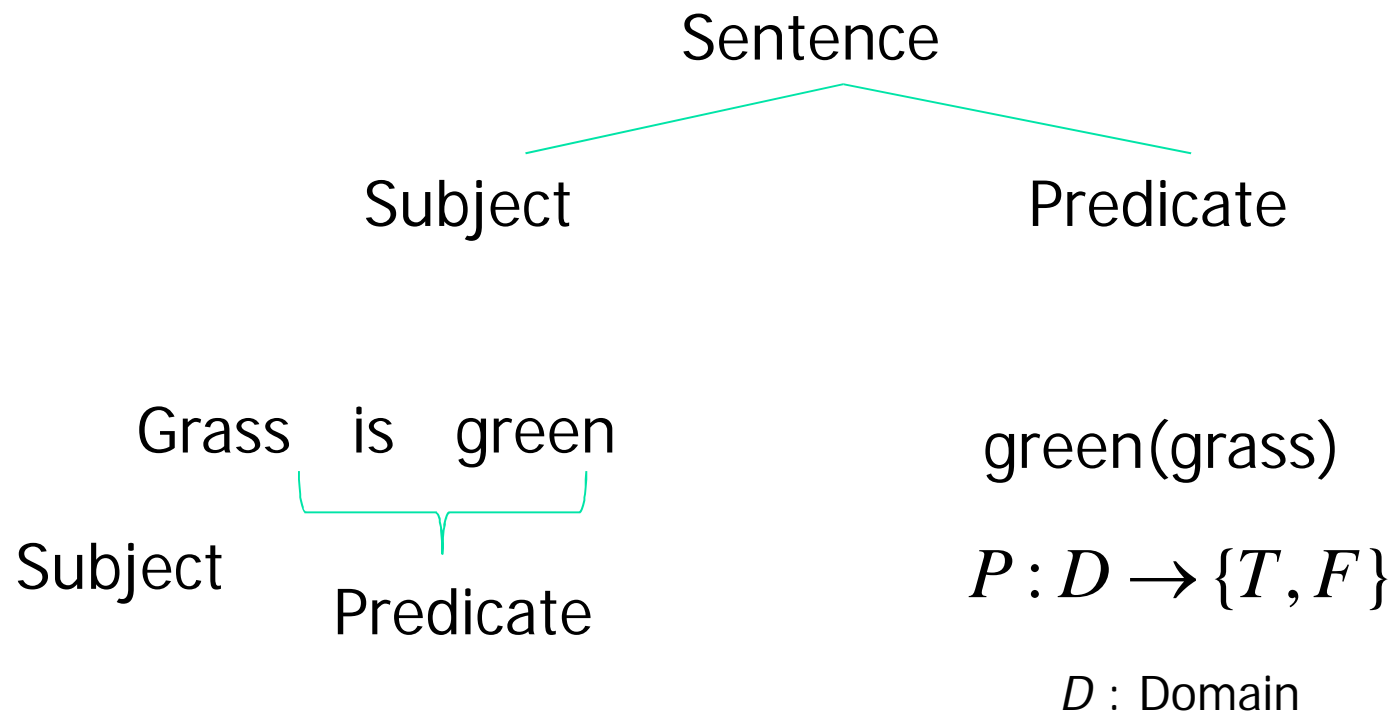 Sentence
Subject Predicate
Grass is green
Subject
Predicate
green(grass)
P : D → {T, F}
D : Domain